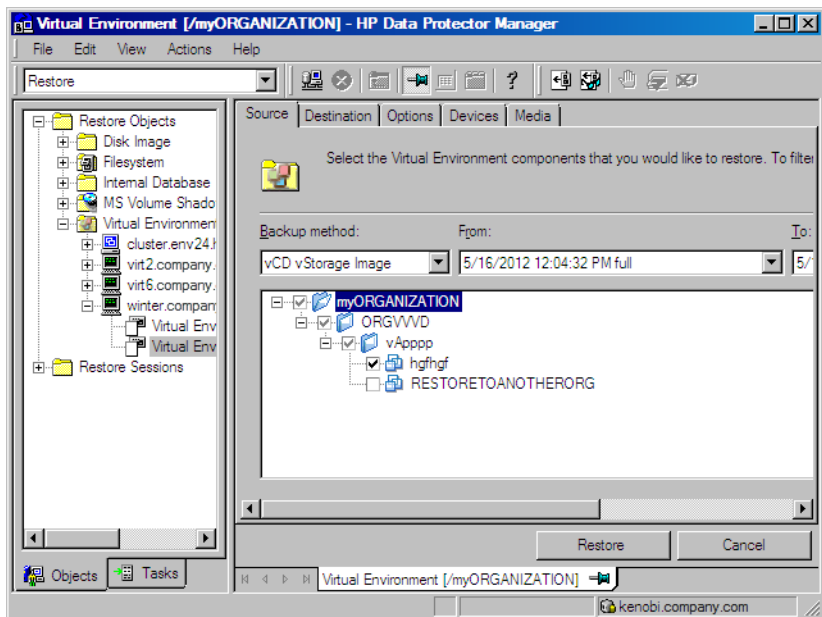 Virtual Environment [/myORGANIZATION] - HP Data Protector Manager
File Edit View Actions Help
Restore
Restore Objects
Disk Image
Filesystem
Internal Database
MS Volume Shado
Virtual Environmen
cluster.env24.
virt2.company.
virt6.company.
winter.compan
Virtual Env
Virtual Env
Restore Sessions
Objects Tasks
Source Destination Options Devices Media
Select the Virtual Environment components that you would like to restore. To filter
Backup method: From: To:
vCD vStorage Image 5/16/2012 12:04:32 PM full 5/
myORGANIZATION
ORGVVVD
vApppp
hgfhgf
RESTORETOANOTHERORG
Restore Cancel
Virtual Environment [/myORGANIZATION]
kenobi.company.com